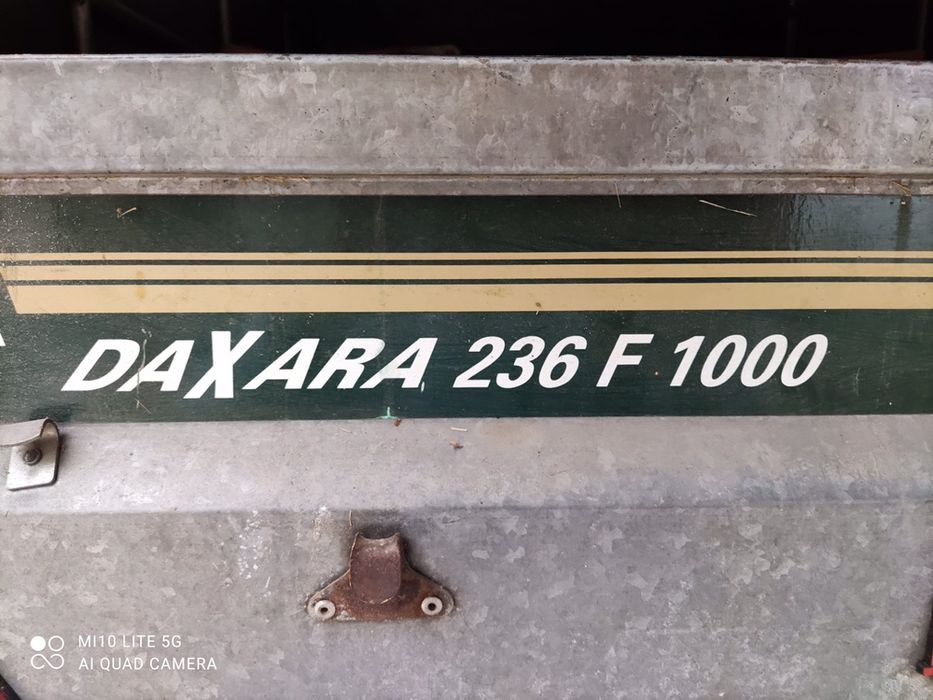 DAXARA 236 F 1000
MI10 LITE 5G
AI QUAD CAMERA